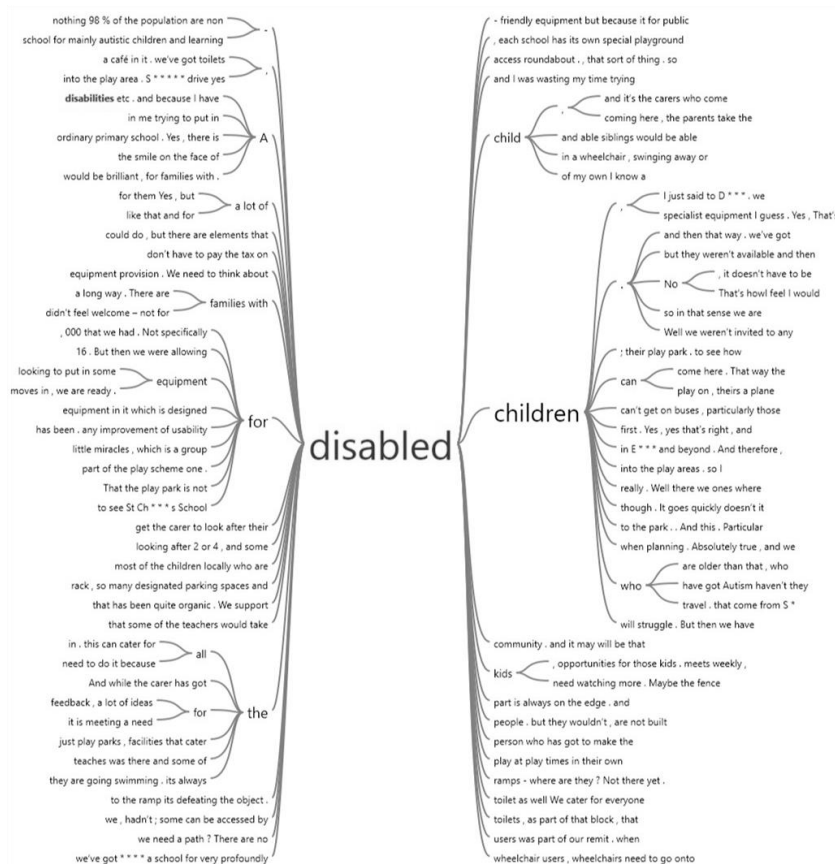 nothing 98 % of the population are non
school for mainly autistic children and learning
-
a café in it . we've got toilets
into the play area . S * * * * * drive yes
.
disabilities etc . and because I have
in me trying to put in
ordinary primary school . Yes , there is
the smile on the face of
would be brilliant , for families with .
A
for them Yes , but
like that and for
a lot of
could do , but there are elements that
don't have to pay the tax on
equipment provision . We need to think about
a long way . There are
didn't feel welcome – not for
families with
, 000 that we had . Not specifically
16 . But then we were allowing
looking to put in some
moves in , we are ready .
equipment
equipment in it which is designed
has been . any improvement of usability
little miracles , which is a group
part of the play scheme one .
That the play park is not
to see St Ch * * * s School
for
get the carer to look after their
looking after 2 or 4 , and some
most of the children locally who are
rack , so many designated parking spaces and
that has been quite organic . We support
that some of the teachers would take
in . this can cater for
need to do it because
all
And while the carer has got
feedback , a lot of ideas
it is meeting a need
for
just play parks , facilities that cater
teaches was there and some of
they are going swimming . its always
the
to the ramp its defeating the object .
we , hadn't ; some can be accessed by
we need a path ? There are no
we've got * * * * a school for very profoundly
disabled
- friendly equipment but because it for public
, each school has its own special playground
access roundabout . , that sort of thing . so
and I was wasting my time trying
child
,
and it's the carers who come
coming here , the parents take the
and able siblings would be able
in a wheelchair , swinging away or
of my own I know a
children
,
I just said to D * * * . we
specialist equipment I guess . Yes , That's
.
and then that way . we've got
but they weren't available and then
No
, it doesn't have to be
That's howI feel I would
so in that sense we are
Well we weren't invited to any
; their play park . to see how
can
come here . That way the
play on , theirs a plane
can't get on buses , particularly those
first . Yes , yes that's right , and
in E * * * and beyond . And therefore ,
into the play areas . so I
really . Well there we ones where
though . It goes quickly doesn't it
to the park . . And this . Particular
when planning . Absolutely true , and we
who
are older than that , who
have got Autism haven't they
travel . that come from S *
will struggle . But then we have
community . and it may will be that
kids
, opportunities for those kids . meets weekly ,
need watching more . Maybe the fence
part is always on the edge . and
people . but they wouldn't , are not built
person who has got to make the
play at play times in their own
ramps - where are they ? Not there yet .
toilet as well We cater for everyone
toilets , as part of that block , that
users was part of our remit . when
wheelchair users , wheelchairs need to go onto